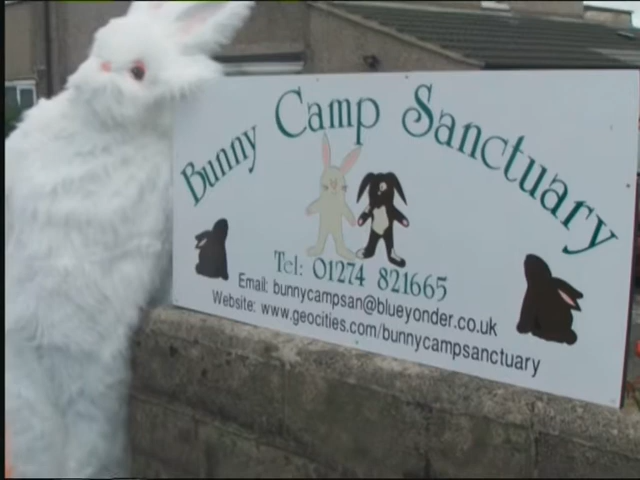 Bunny Camp Sanctuary
Tel: 01274 821665
Email: bunnycampsan@blueyonder.co.uk
Website: www.geocities.com/bunnycampsanctuary